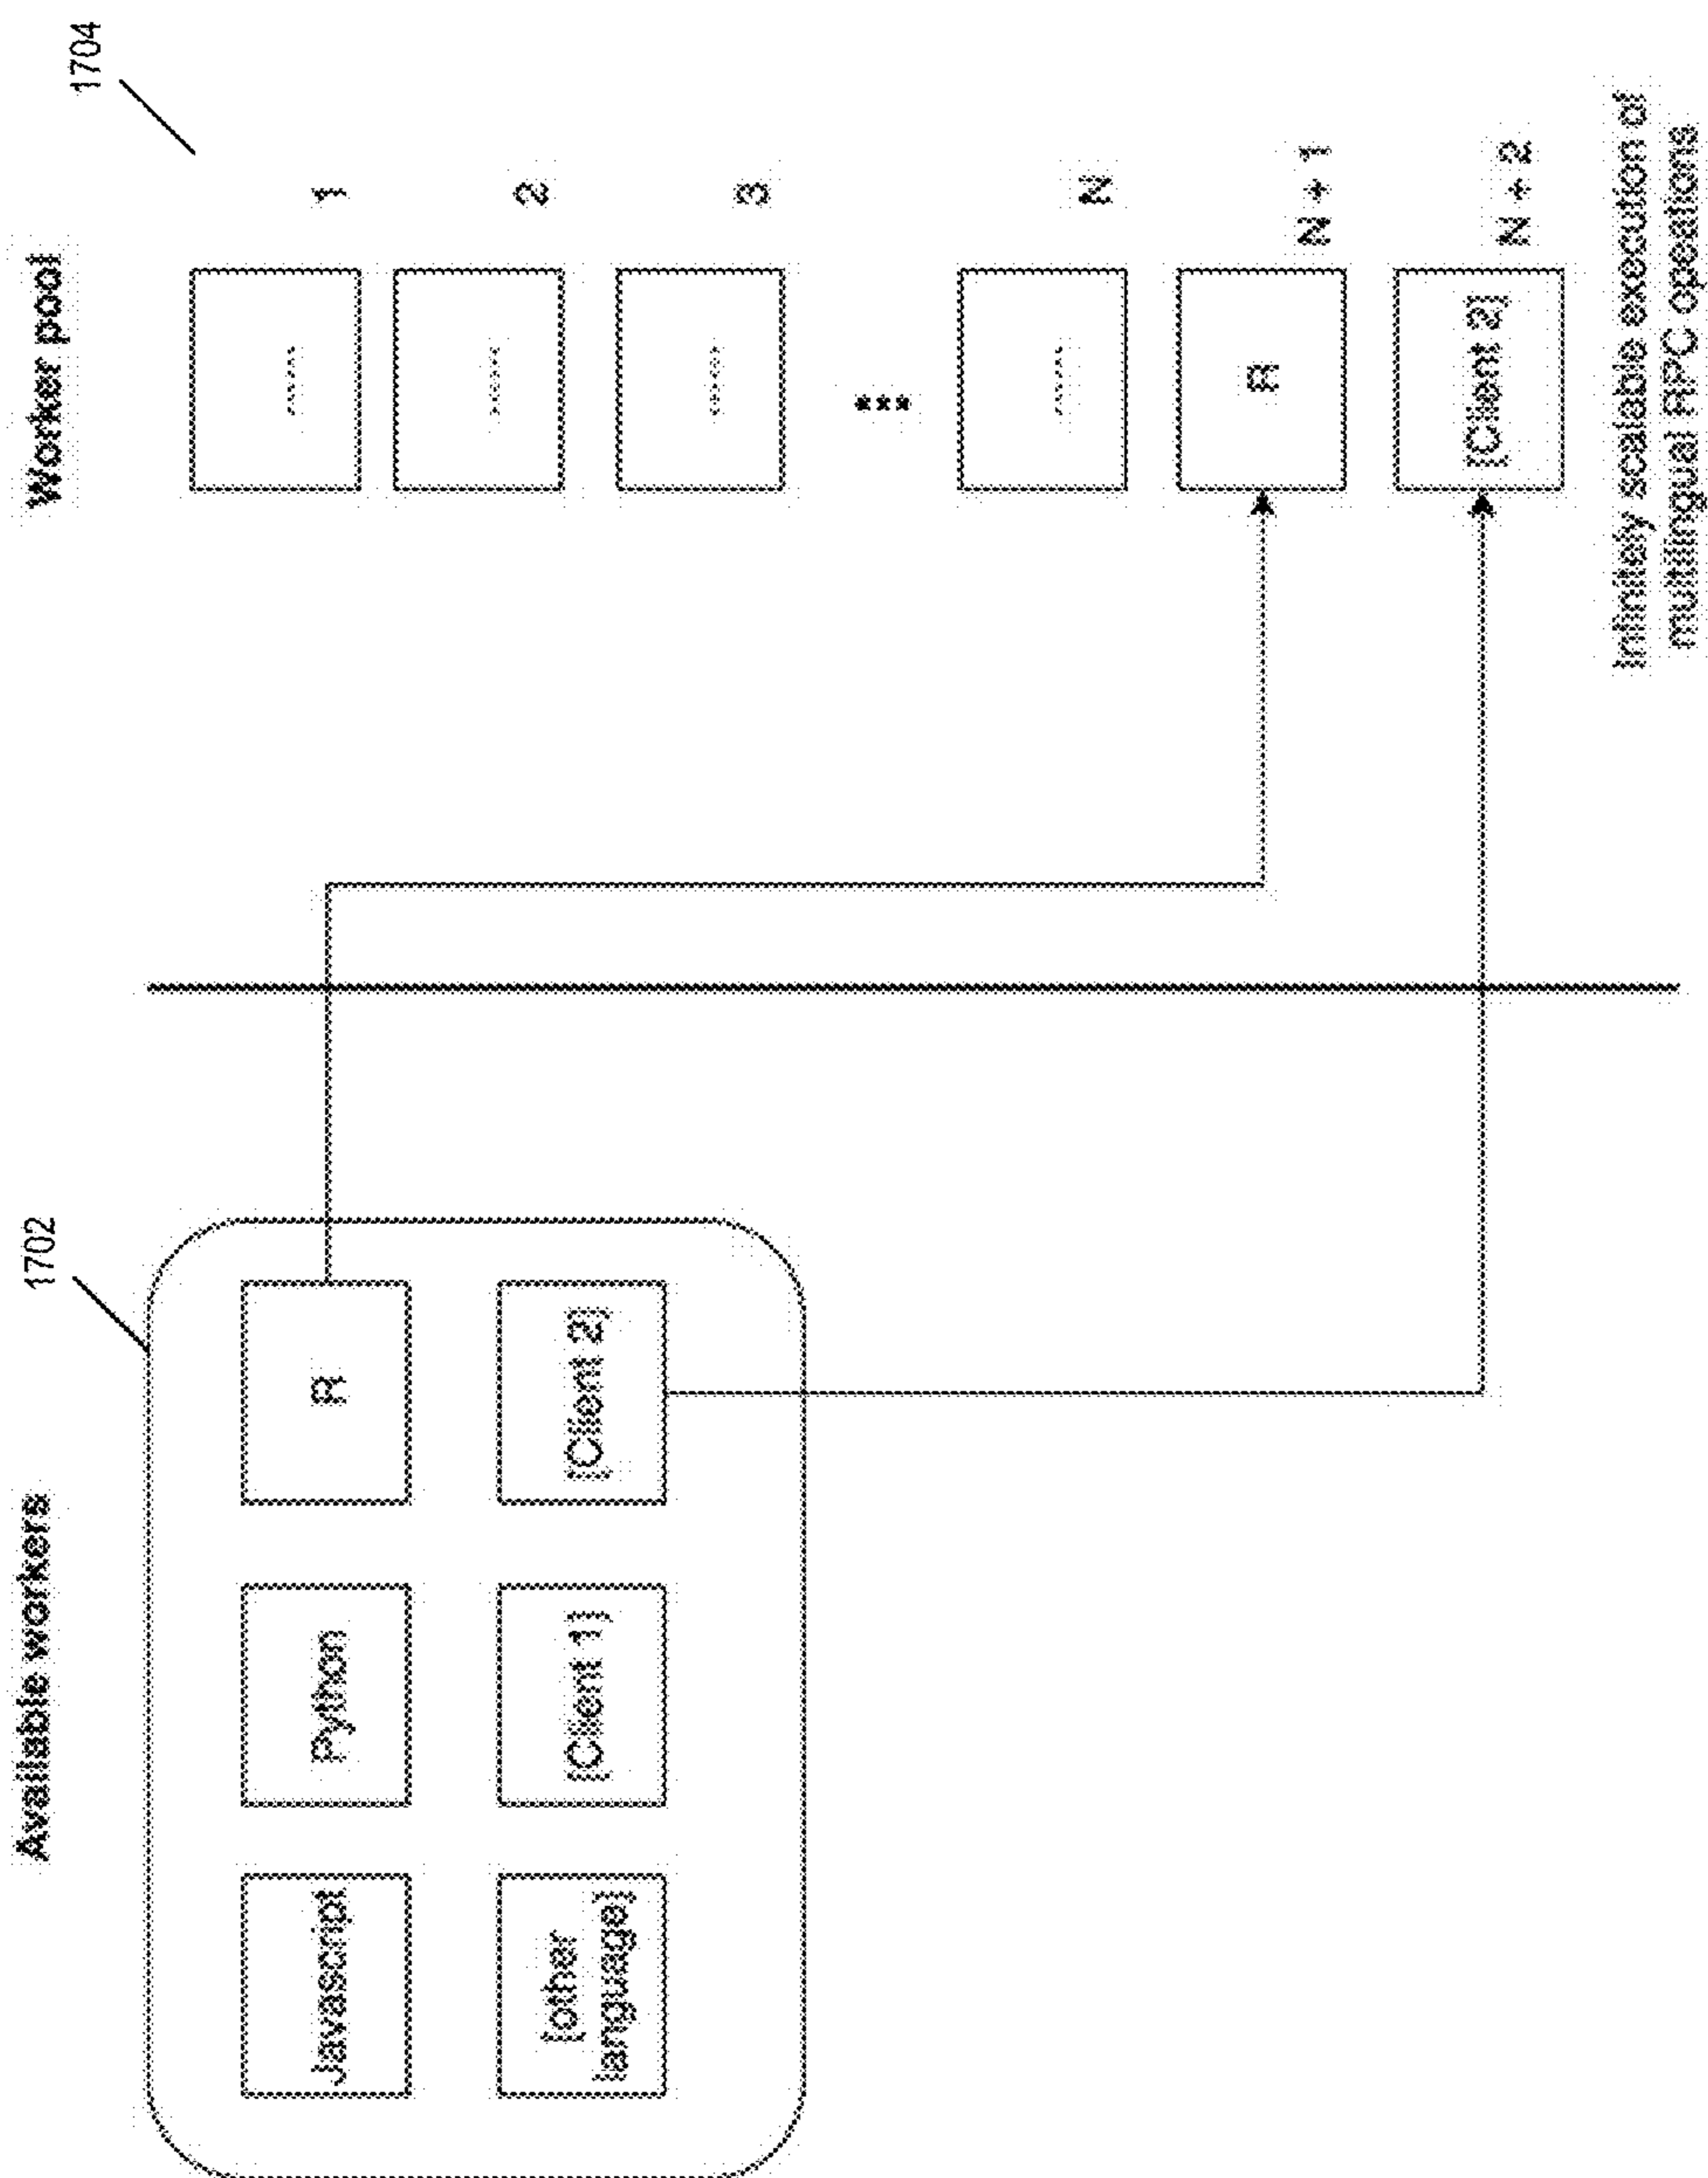 Available workers
1702
Javascript
Python
R
[other
language]
[Client 1]
[Client 2]
Worker pool
1704
----- 1
----- 2
----- 3
...
----- N
R N + 1
[Client 2] N + 2
Infinitely scalable execution of
multilingual RPC opeations